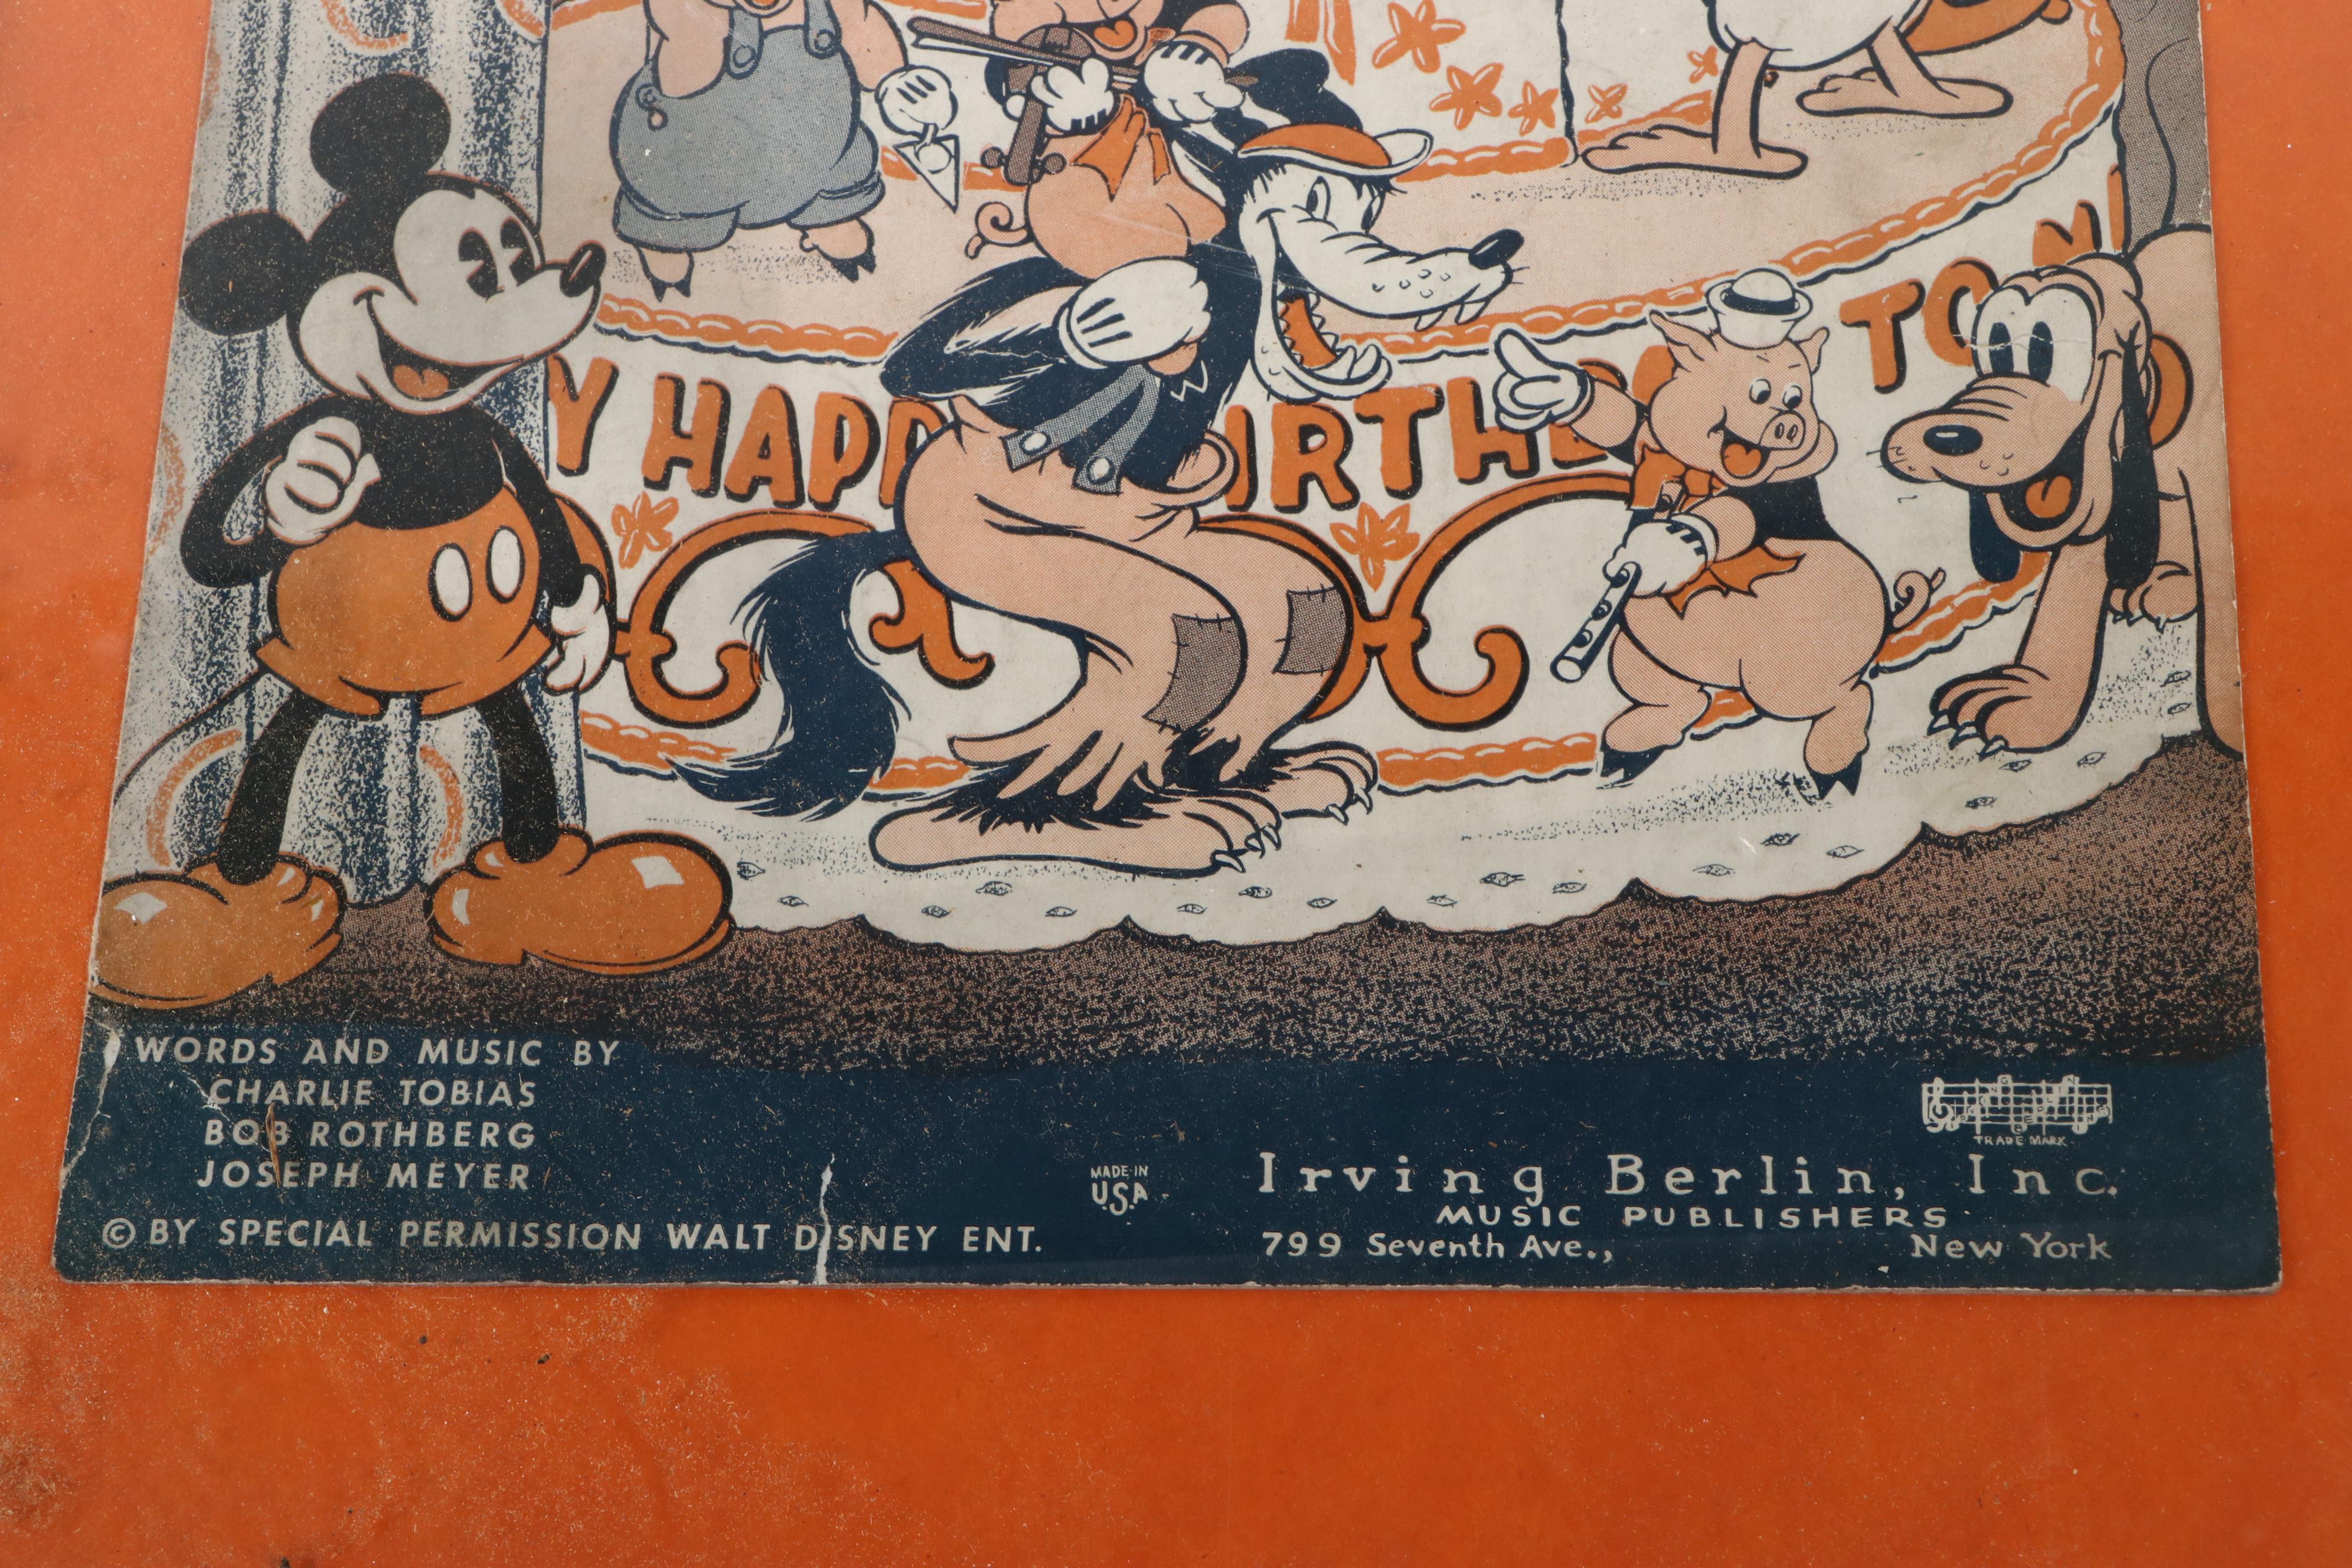 Y HAPP IRTHD TO
WORDS AND MUSIC BY
CHARLIE TOBIAS
BOB ROTHBERG
JOSEPH MEYER
© BY SPECIAL PERMISSION WALT DISNEY ENT.
MADE IN
U.S.A.
TRADE MARK
Irving Berlin, Inc.
MUSIC PUBLISHERS
799 Seventh Ave., New York